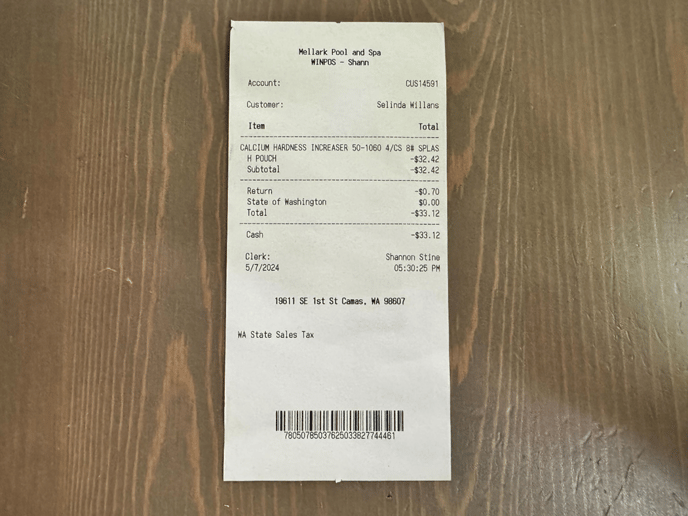 Mellark Pool and Spa
WINPOS - Shann
Account: CUS14591
Customer: Selinda Willans
Item Total
CALCIUM HARDNESS INCREASER 50-1060 4/CS 8# SPLAS
H POUCH -$32.42
Subtotal -$32.42
Return -$0.70
State of Washington $0.00
Total -$33.12
Cash -$33.12
Clerk: Shannon Stine
5/7/2024 05:30:25 PM
19611 SE 1st St Camas, WA 98607
WA State Sales Tax
78050785037625033827744461